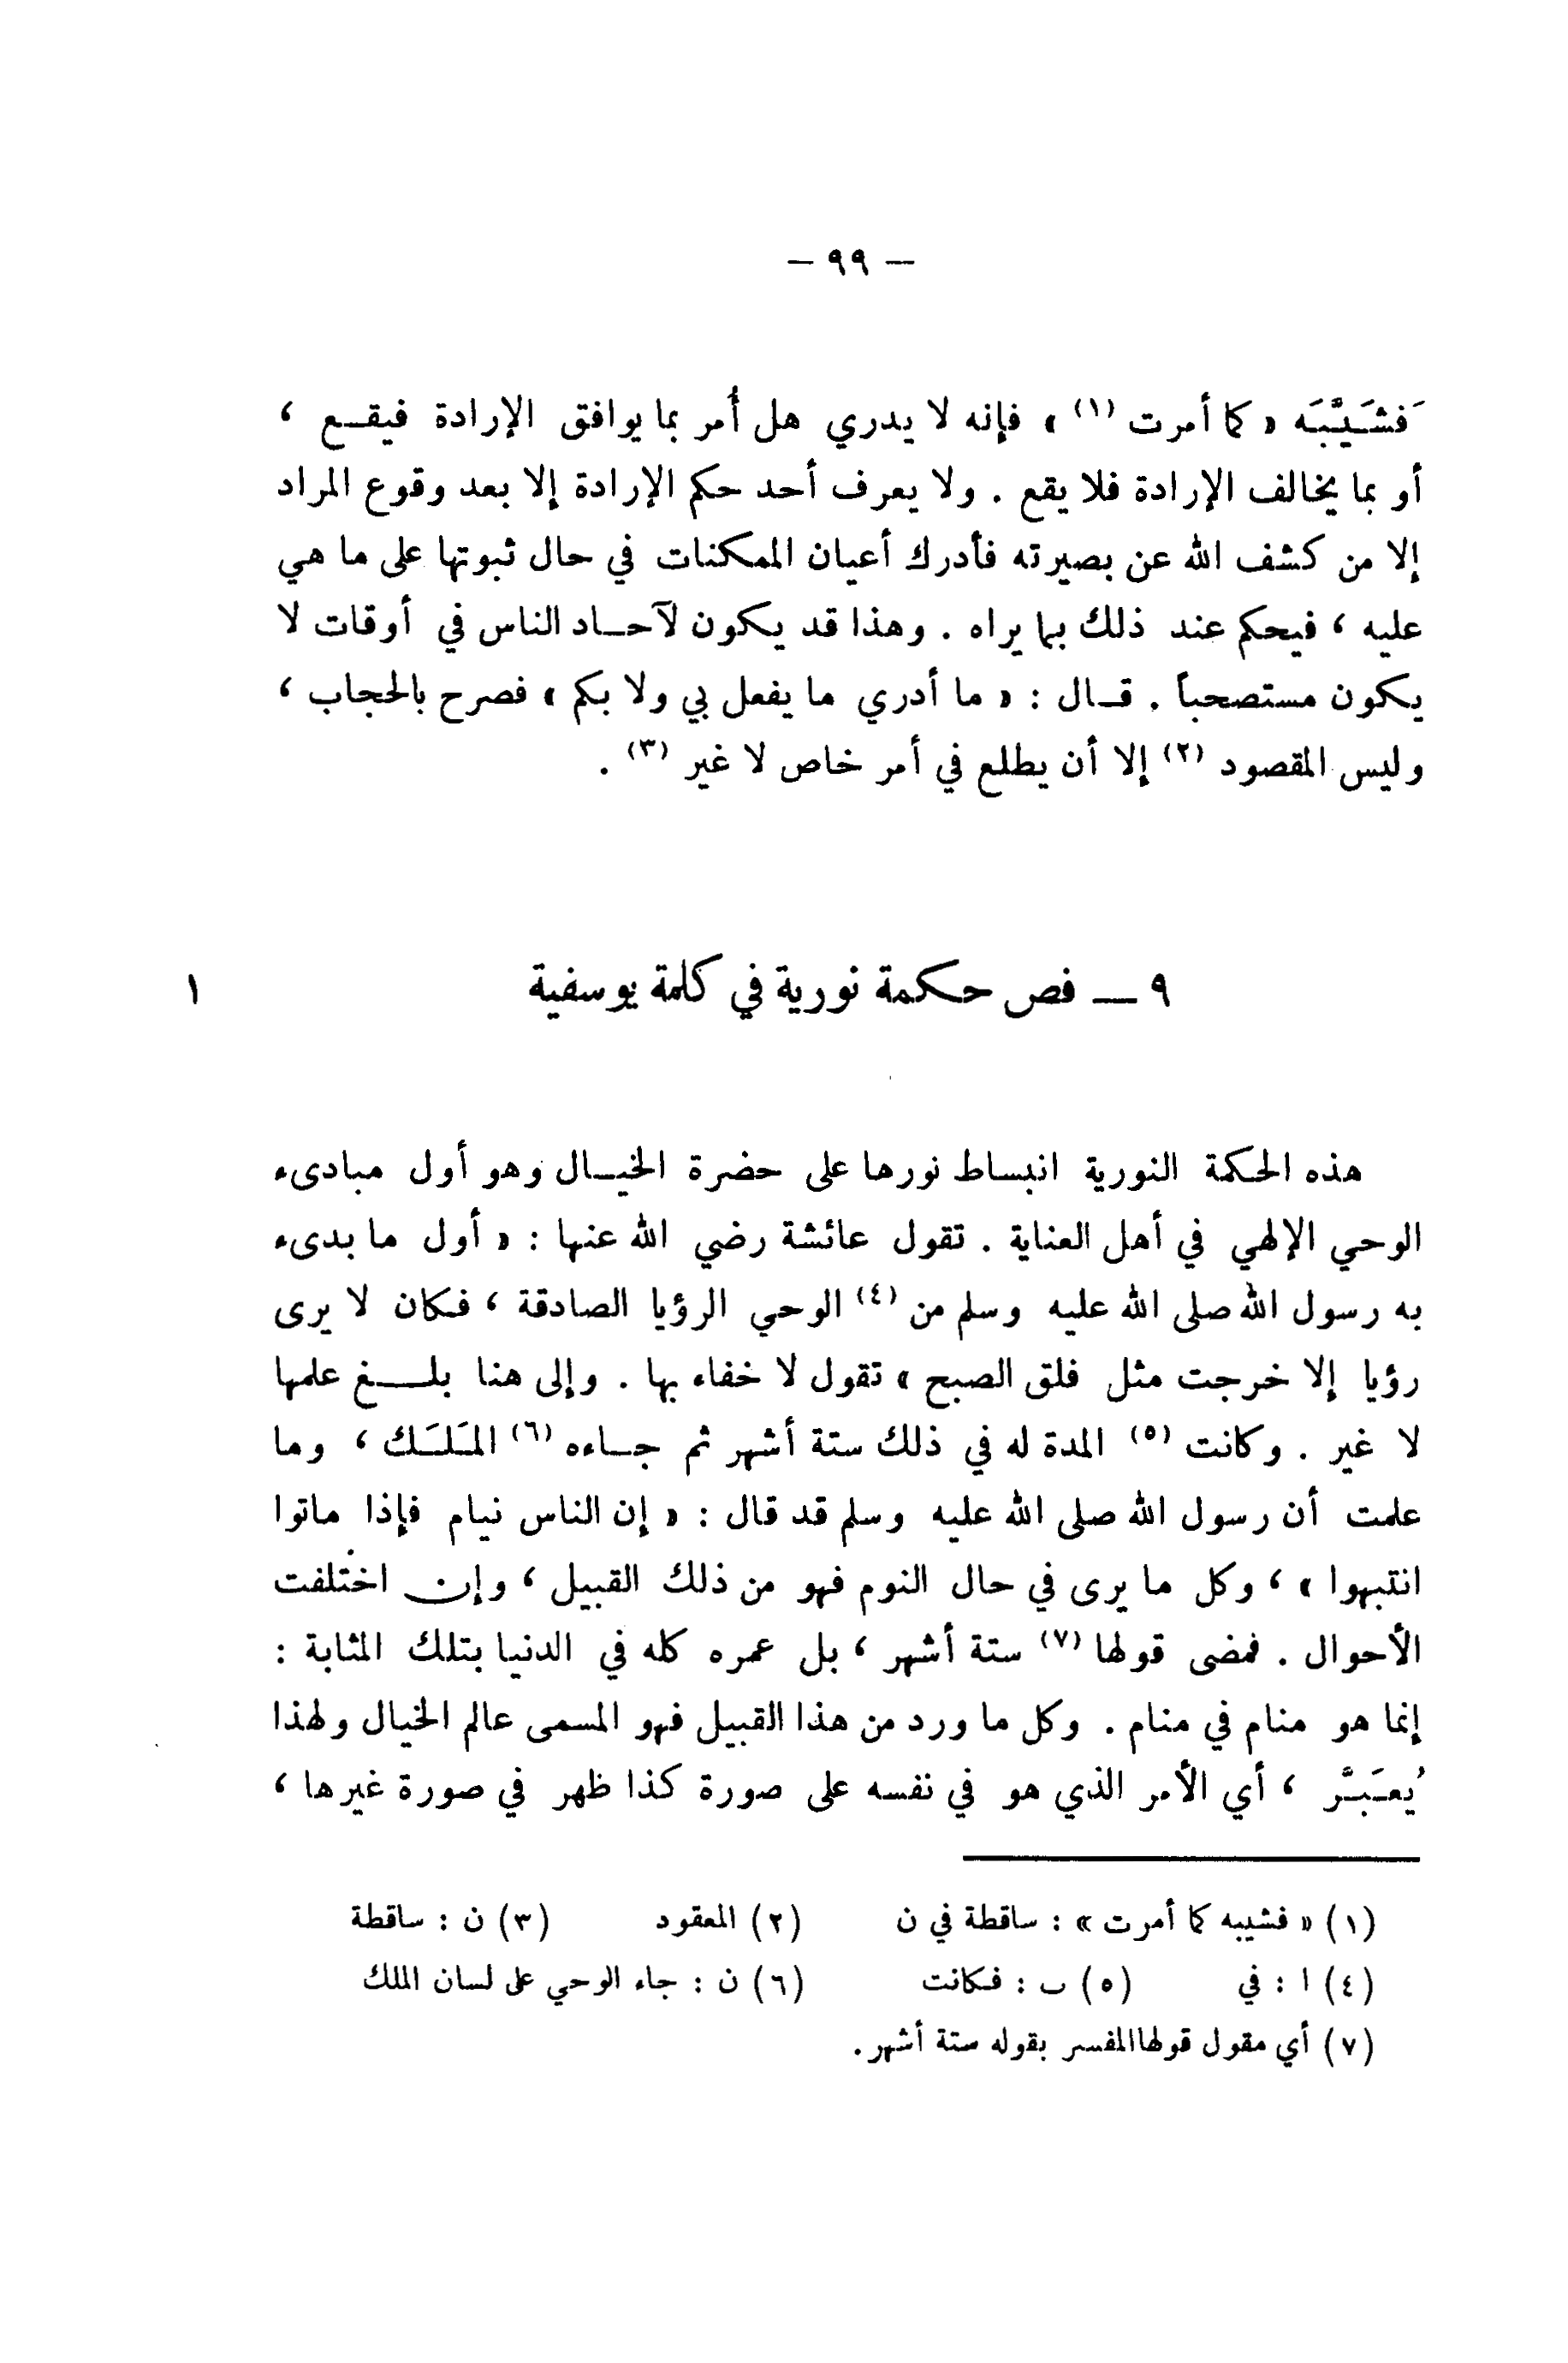 — ٩٩ —
فَشَيَّبَه « كما أمرت (١) » فإنه لا يدري هل أُمر بما يوافق الإرادة فيقـع ،
أو بما يخالف الإرادة فلا يقع . ولا يعرف أحد حكم الإرادة إلا بعد وقوع المراد
إلا من كشف الله عن بصيرته فأدرك أعيان الممكنات في حال ثبوتها على ما هي
عليه ، فيحكم عند ذلك بما يراه . وهذا قد يكون لآحـاد الناس في أوقات لا
يكون مستصحباً . قـال : « ما أدري ما يفعل بي ولا بكم » فصرح بالحجاب ،
وليس المقصود (٢) إلا أن يطلع في أمر خاص لا غير (٣) .
٩ — فص حكمة نورية في كلمة يوسفية
١
هذه الحكمة النورية انبساط نورها على حضرة الخيـال وهو أول مبادىء
الوحي الإلهي في أهل العناية . تقول عائشة رضي الله عنها : « أول ما بدىء
به رسول الله صلى الله عليه وسلم من (٤) الوحي الرؤيا الصادقة ، فكان لا يرى
رؤيا إلا خرجت مثل فلق الصبح » تقول لا خفاء بها . وإلى هنا بلـــغ علمها
لا غير . وكانت (٥) المدة له في ذلك ستة أشهر ثم جـاءه (٦) المَلَك ، وما
علمت أن رسول الله صلى الله عليه وسلم قد قال : « إن الناس نيام فإذا ماتوا
انتبهوا » ، وكل ما يرى في حال النوم فهو من ذلك القبيل ، وإن اختلفت
الأحوال . فمضى قولها (٧) ستة أشهر ، بل عمره كله في الدنيا بتلك المثابة :
إنما هو منام في منام . وكل ما ورد من هذا القبيل فهو المسمى عالم الخيال ولهذا
يُعبَّر ، أي الأمر الذي هو في نفسه على صورة كذا ظهر في صورة غيرها ،
(١) « فشيبه كما أمرت » : ساقطة في ن (٢) المعقود (٣) ن : ساقطة
(٤) ا : في (٥) ب : فكانت (٦) ن : جاء الوحي على لسان الملك
(٧) أي مقول قولها المفسر بقوله ستة أشهر.